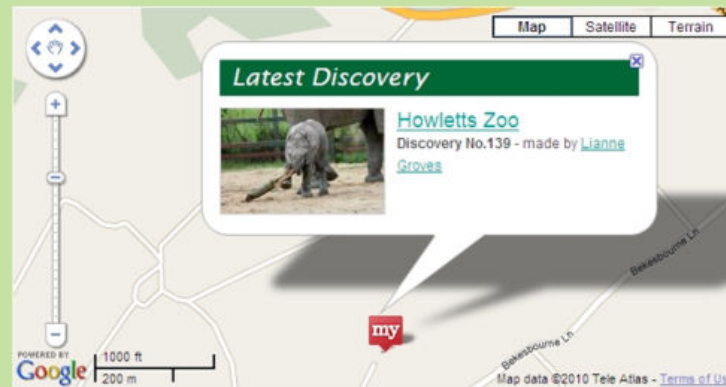 Map Satellite Terrain
Latest Discovery
Howletts Zoo
Discovery No.139 - made by Lianne
Groves
my
Bekesbourne Ln
Bekesbourne Ln
POWERED BY
Google
1000 ft
200 m
Map data ©2010 Tele Atlas - Terms of U